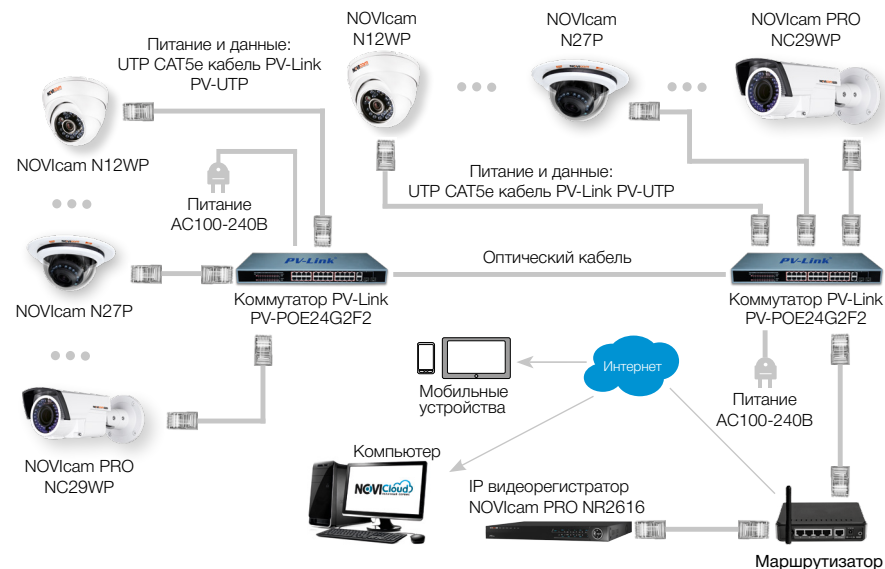 NOVIcam
N12WP
NOVIcam
N27P
NOVIcam PRO
NC29WP
Питание и данные:
UTP CAT5e кабель PV-Link
PV-UTP
NOVIcam N12WP
Питание
AC100-240В
Питание и данные:
UTP CAT5e кабель PV-Link PV-UTP
NOVIcam N27P
PV-Link
Оптический кабель
PV-Link
Коммутатор PV-Link
PV-POE24G2F2
Коммутатор PV-Link
PV-POE24G2F2
Интернет
Мобильные
устройства
Питание
AC100-240В
NOVIcam PRO
NC29WP
Компьютер
NOVICloud
IP видеорегистратор
NOVIcam PRO NR2616
Маршрутизатор